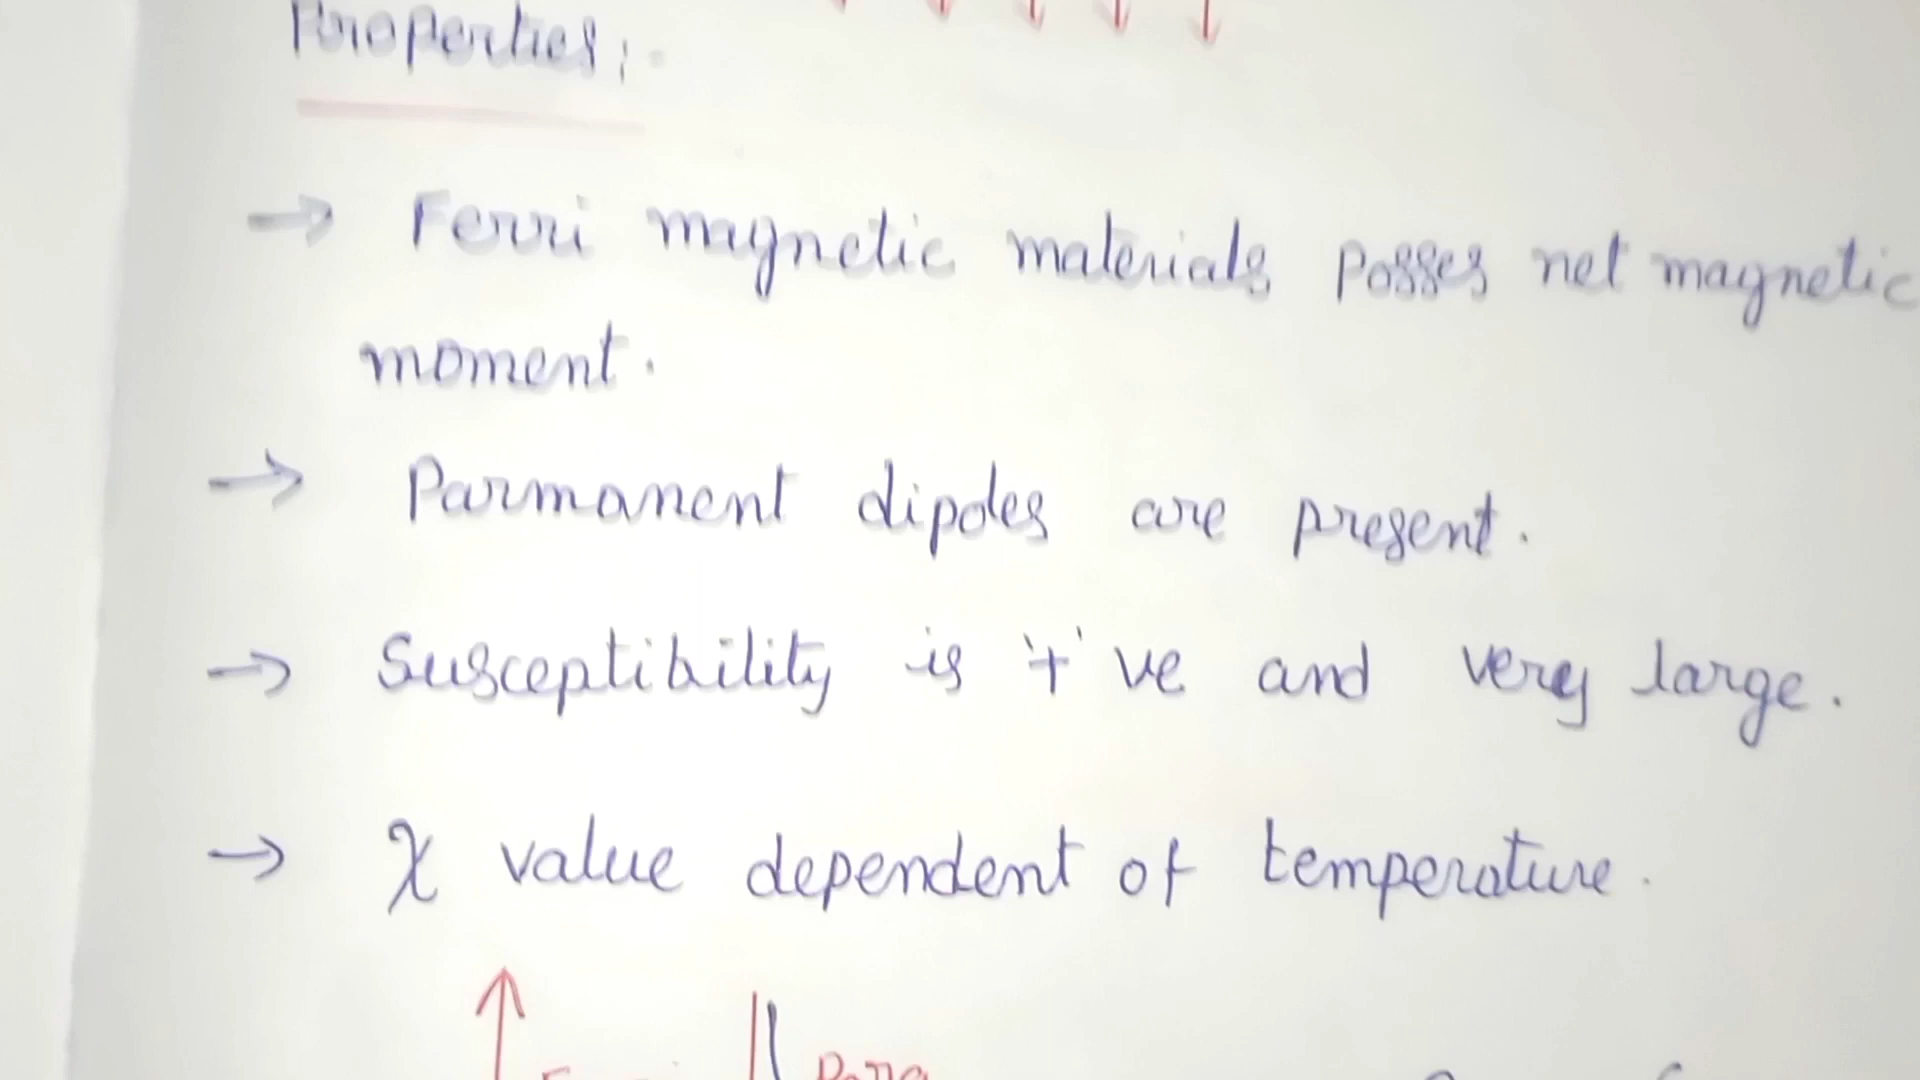 Properties:-
→ Ferri magnetic materials posses net magnetic
moment.
→ Parmanent dipoles are present.
→ Susceptibility is '+' ve and very large.
→ χ value dependent of temperature.
Para